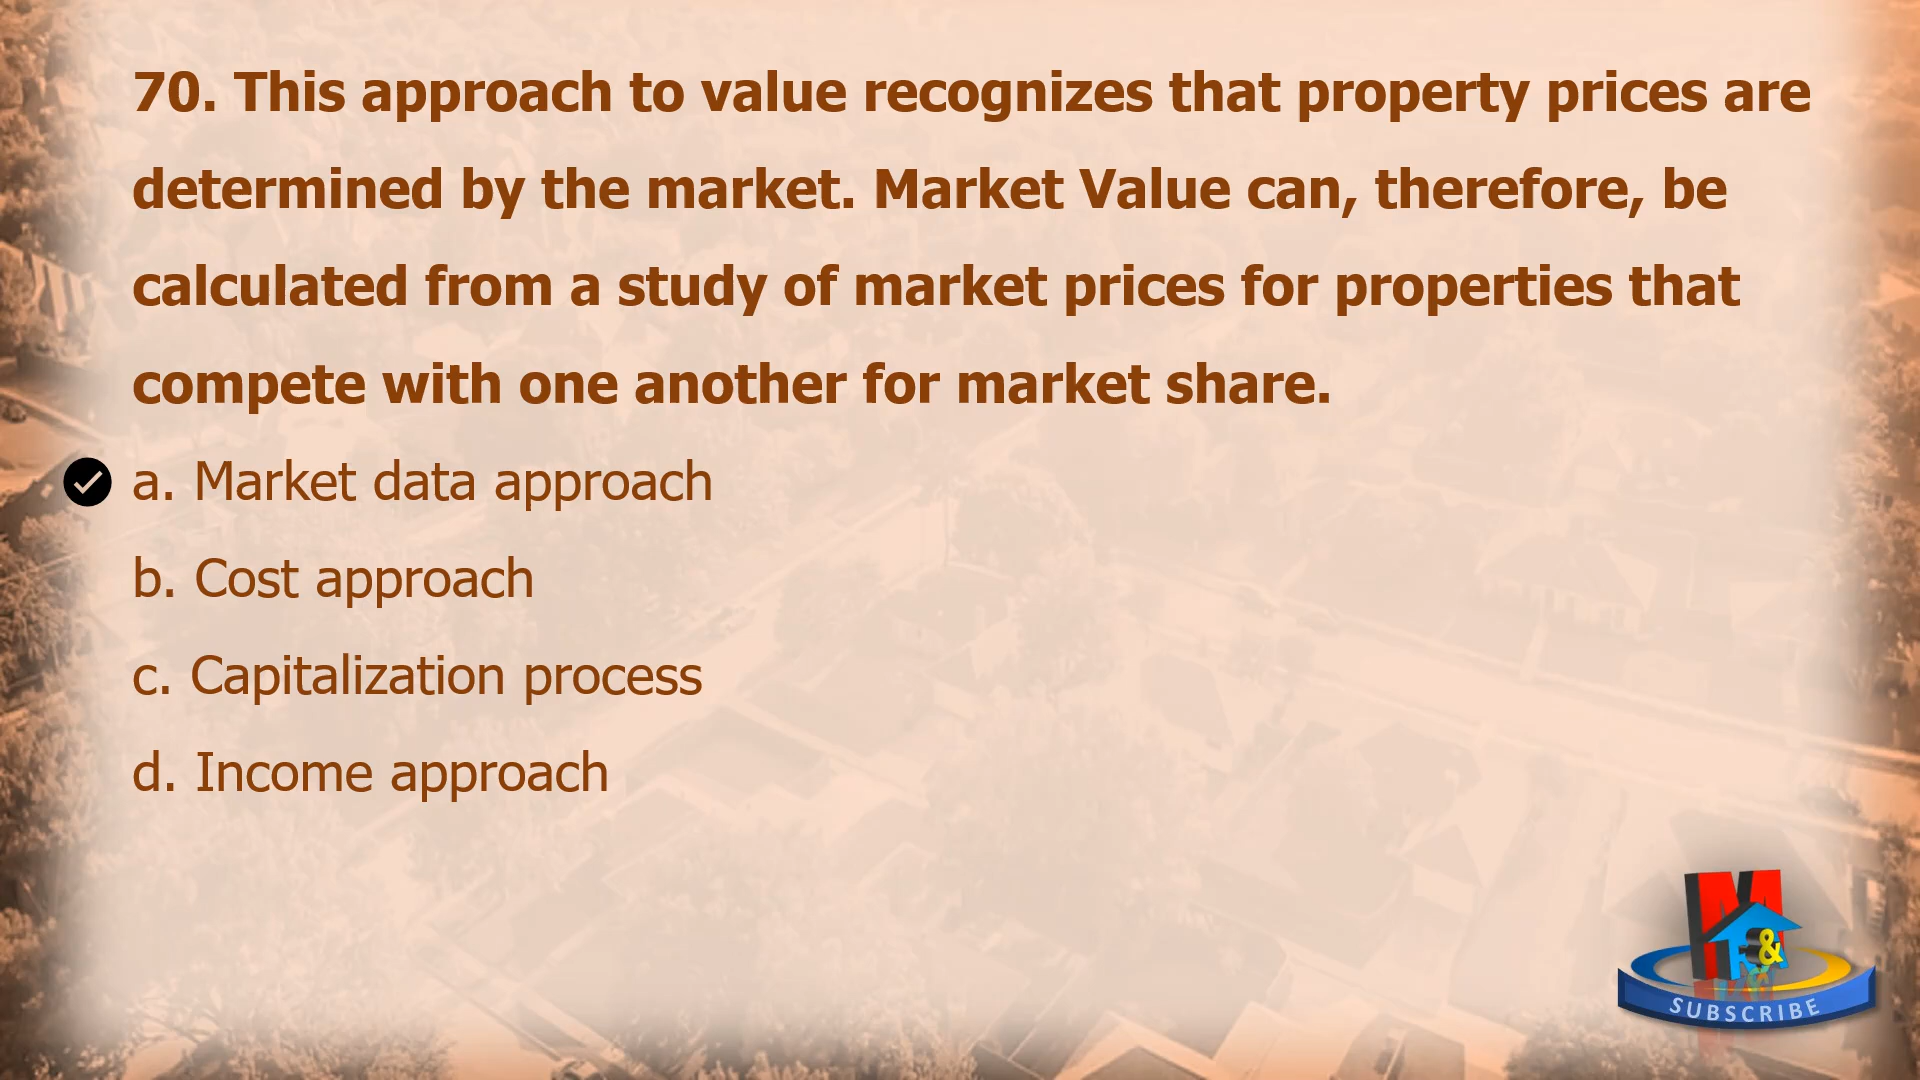 70. This approach to value recognizes that property prices are
determined by the market. Market Value can, therefore, be
calculated from a study of market prices for properties that
compete with one another for market share.
a. Market data approach
b. Cost approach
c. Capitalization process
d. Income approach
M
&
SUBSCRIBE